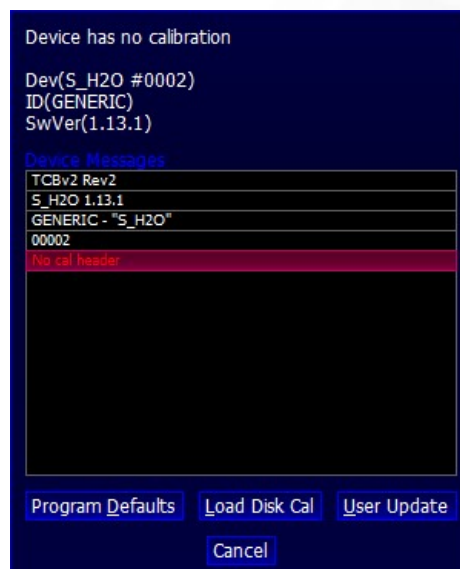 Device has no calibration
Dev(S_H2O #0002)
ID(GENERIC)
SwVer(1.13.1)
Device Messages
TCBv2 Rev2
S_H2O 1.13.1
GENERIC - "S_H2O"
00002
No cal header
Program Defaults Load Disk Cal User Update
Cancel